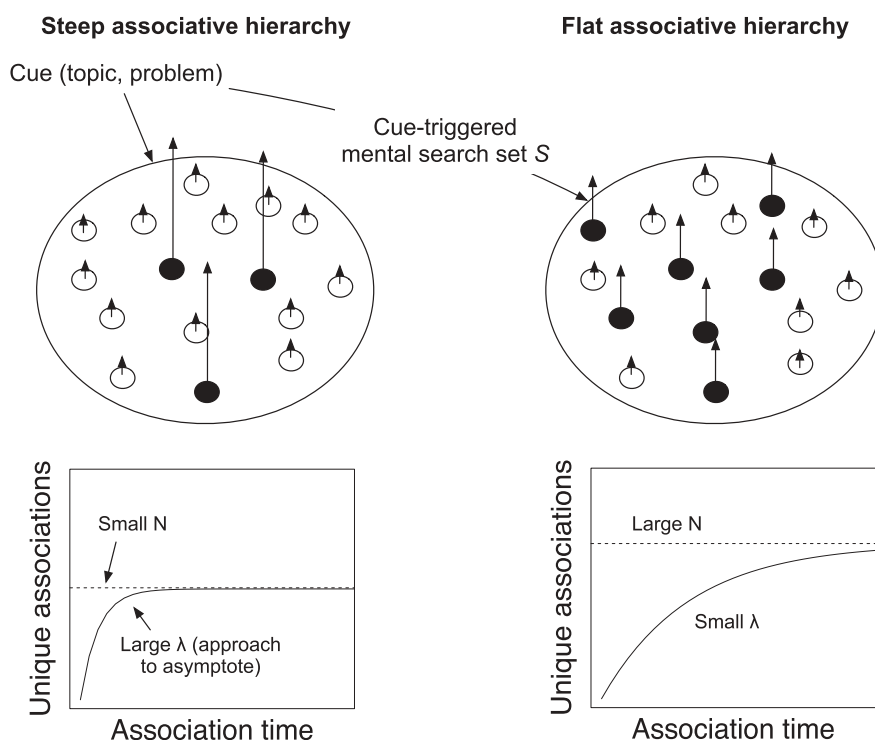 Steep associative hierarchy
Flat associative hierarchy
Cue (topic, problem)
Cue-triggered
mental search set S
Unique associations
Small N
Large λ (approach
to asymptote)
Association time
Unique associations
Large N
Small λ
Association time